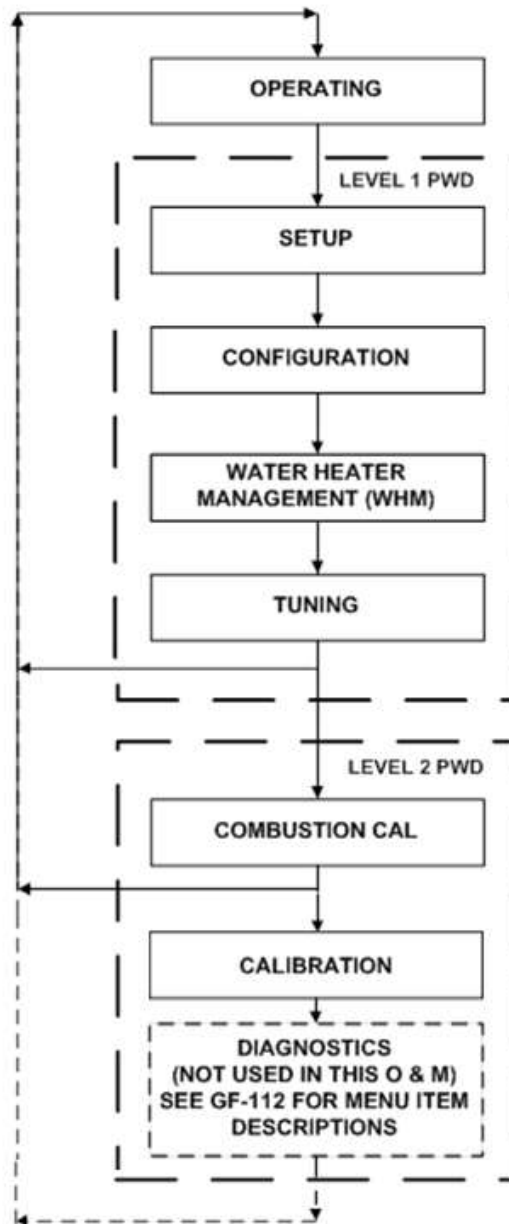 OPERATING
LEVEL 1 PWD
SETUP
CONFIGURATION
WATER HEATER
MANAGEMENT (WHM)
TUNING
LEVEL 2 PWD
COMBUSTION CAL
CALIBRATION
DIAGNOSTICS
(NOT USED IN THIS O & M)
SEE GF-112 FOR MENU ITEM
DESCRIPTIONS